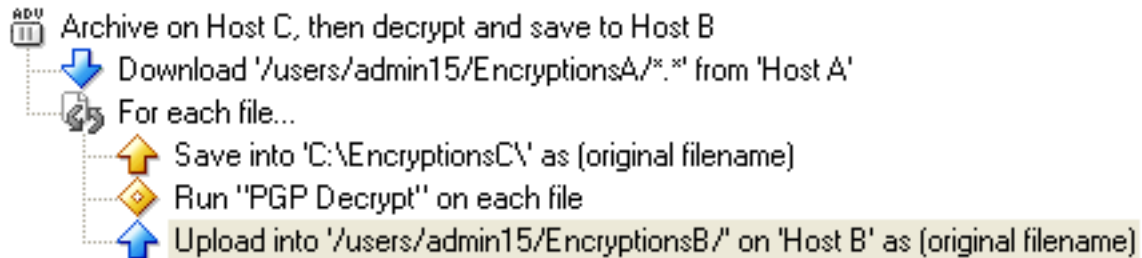 ADV
Archive on Host C, then decrypt and save to Host B
Download '/users/admin15/EncryptionsA/*.*' from 'Host A'
For each file...
Save into 'C:\EncryptionsC\' as (original filename)
Run "PGP Decrypt" on each file
Upload into '/users/admin15/EncryptionsB/' on 'Host B' as (original filename)